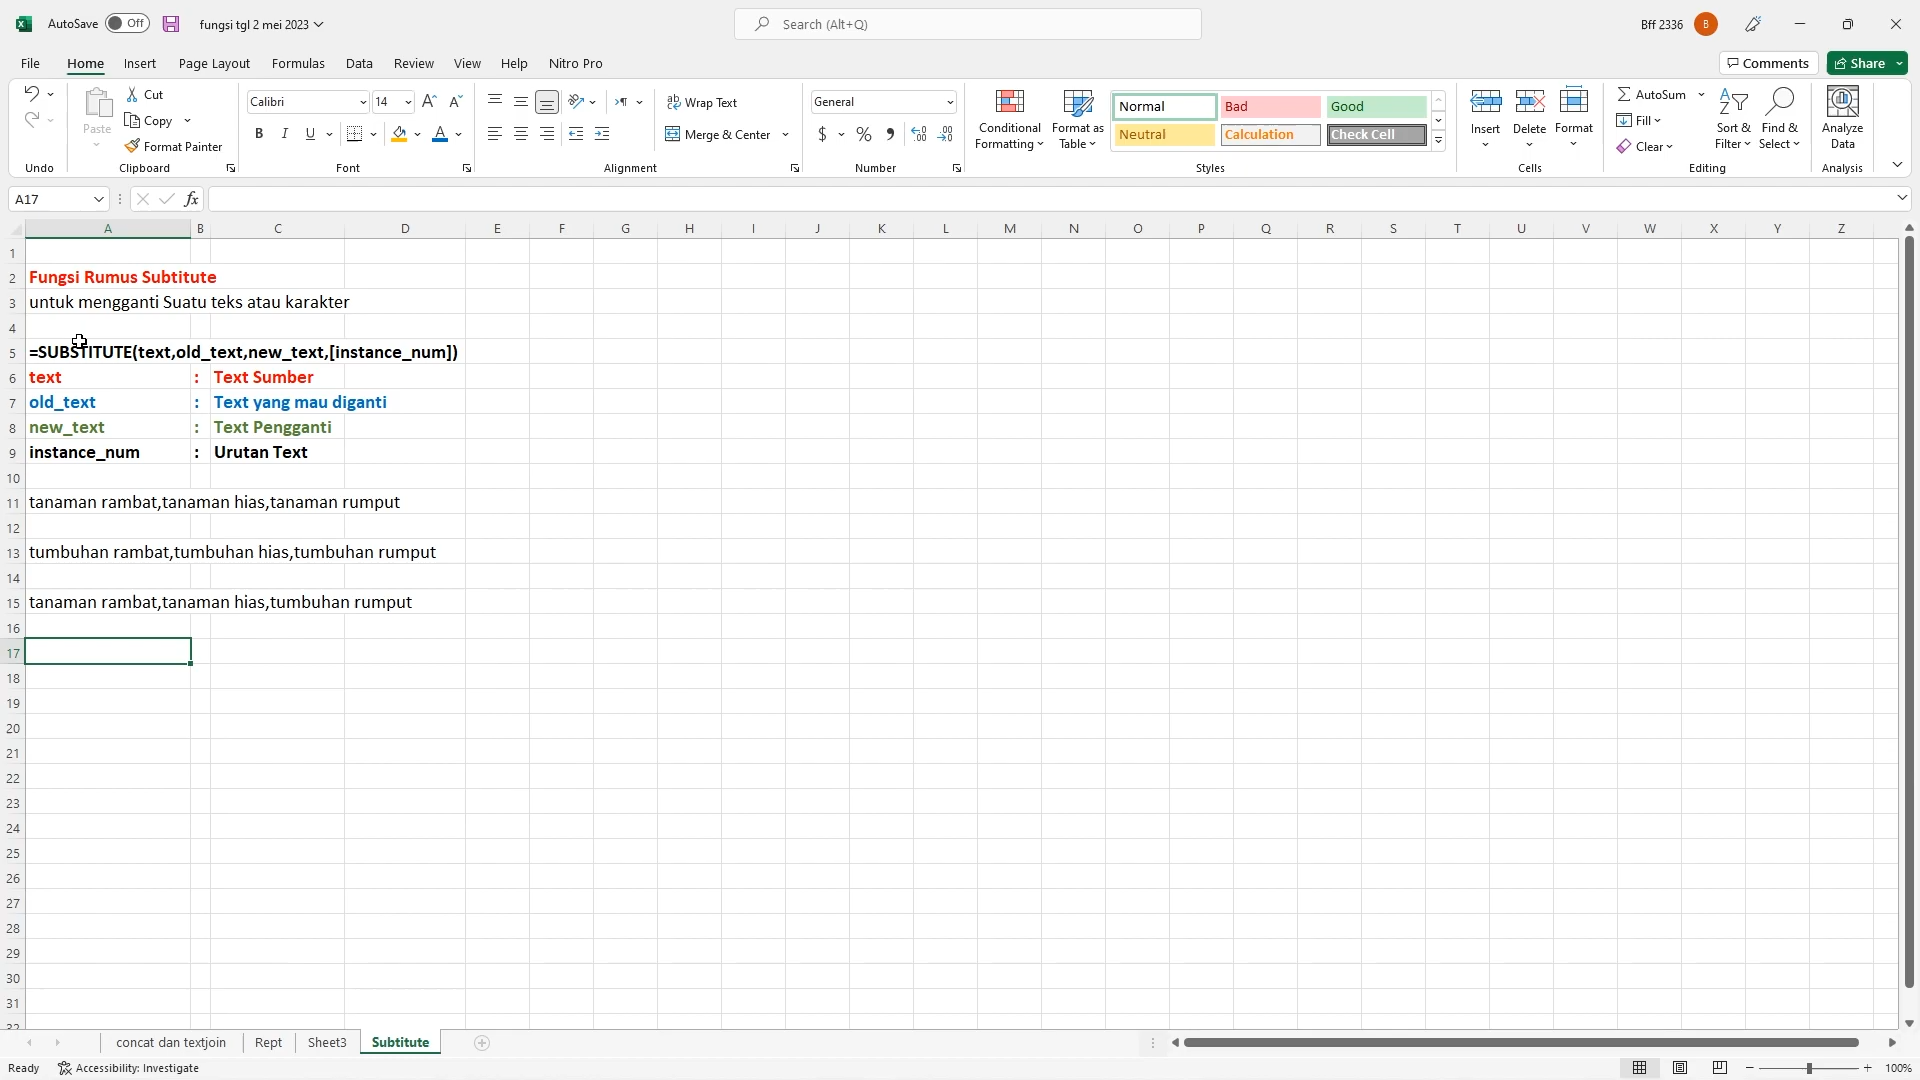 AutoSave Off fungsi tgl 2 mei 2023 Search (Alt+Q) Bff 2336 B
File Home Insert Page Layout Formulas Data Review View Help Nitro Pro Comments Share
Cut
Copy
Format Painter
Paste
Undo Clipboard
Calibri 14
B I U
Font
Wrap Text
Merge & Center
Alignment
General
$ % ,
Number
Conditional Formatting
Format as Table
Normal Bad Good
Neutral Calculation Check Cell
Styles
Insert Delete Format
Cells
AutoSum
Fill
Clear
Sort & Filter
Find & Select
Editing
Analyze Data
Analysis
A17 fx
A B C D E F G H I J K L M N O P Q R S T U V W X Y Z
1
2 Fungsi Rumus Subtitute
3 untuk mengganti Suatu teks atau karakter
4
5 =SUBSTITUTE(text,old_text,new_text,[instance_num])
6 text : Text Sumber
7 old_text : Text yang mau diganti
8 new_text : Text Pengganti
9 instance_num : Urutan Text
10
11 tanaman rambat,tanaman hias,tanaman rumput
12
13 tumbuhan rambat,tumbuhan hias,tumbuhan rumput
14
15 tanaman rambat,tanaman hias,tumbuhan rumput
16
17
18
19
20
21
22
23
24
25
26
27
28
29
30
31
32
concat dan textjoin Rept Sheet3 Subtitute
Ready Accessibility: Investigate 100%